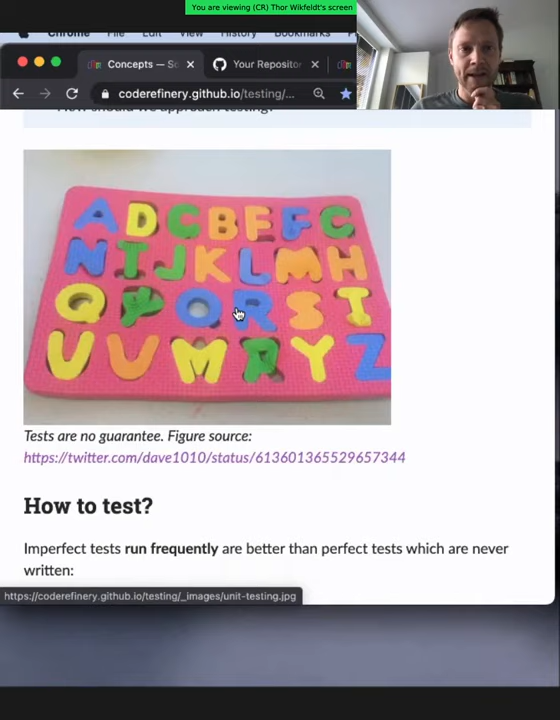 You are viewing (CR) Thor Wikfeldt's screen
Chrome File Edit View History Bookmarks
Concepts — So
Your Repositor
coderefinery.github.io/testing/...
How should we approach testing?
A D C B F F C
N T J K L M H
Q P O R S I
U U M R Y Z
Tests are no guarantee. Figure source:
https://twitter.com/dave1010/status/613601365529657344
How to test?
Imperfect tests run frequently are better than perfect tests which are never
written:
https://coderefinery.github.io/testing/_images/unit-testing.jpg